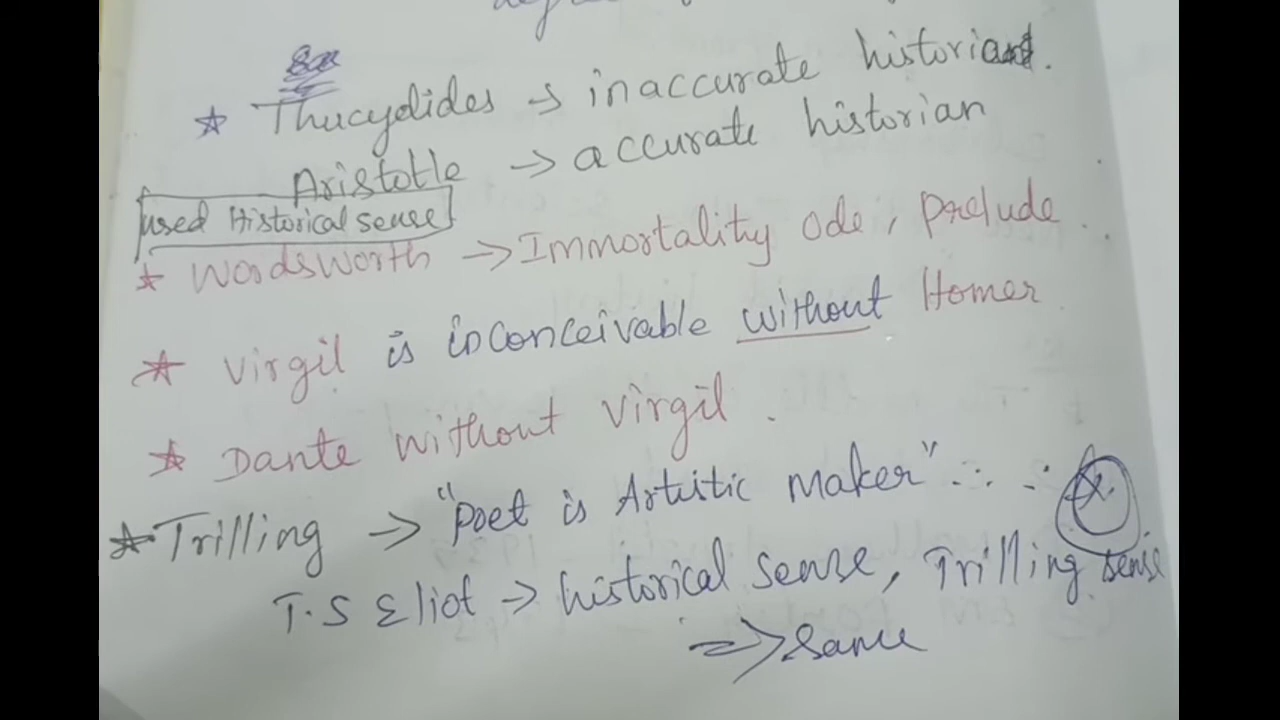 ☆ Thucydides → inaccurate historian.
Aristotle → accurate historian
used Historical sense
☆ Wordsworth → Immortality ode, Prelude
☆ Virgil is inconceivable without Homer
☆ Dante without Virgil.
☆ Trilling → "Poet is Artistic maker"
T.S Eliot → historical sense, Trilling sense
⇒ Same